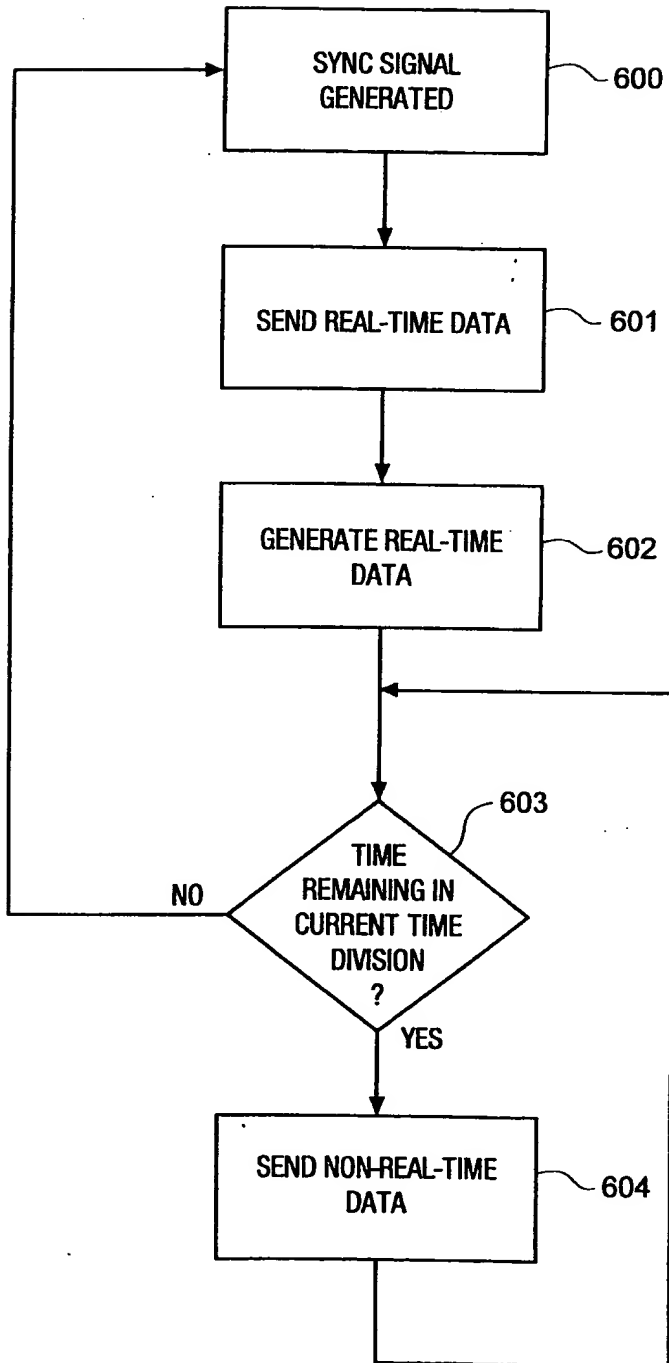 SYNC SIGNAL
GENERATED
600
SEND REAL-TIME DATA
601
GENERATE REAL-TIME
DATA
602
603
TIME
REMAINING IN
CURRENT TIME
DIVISION
?
NO
YES
SEND NON-REAL-TIME
DATA
604